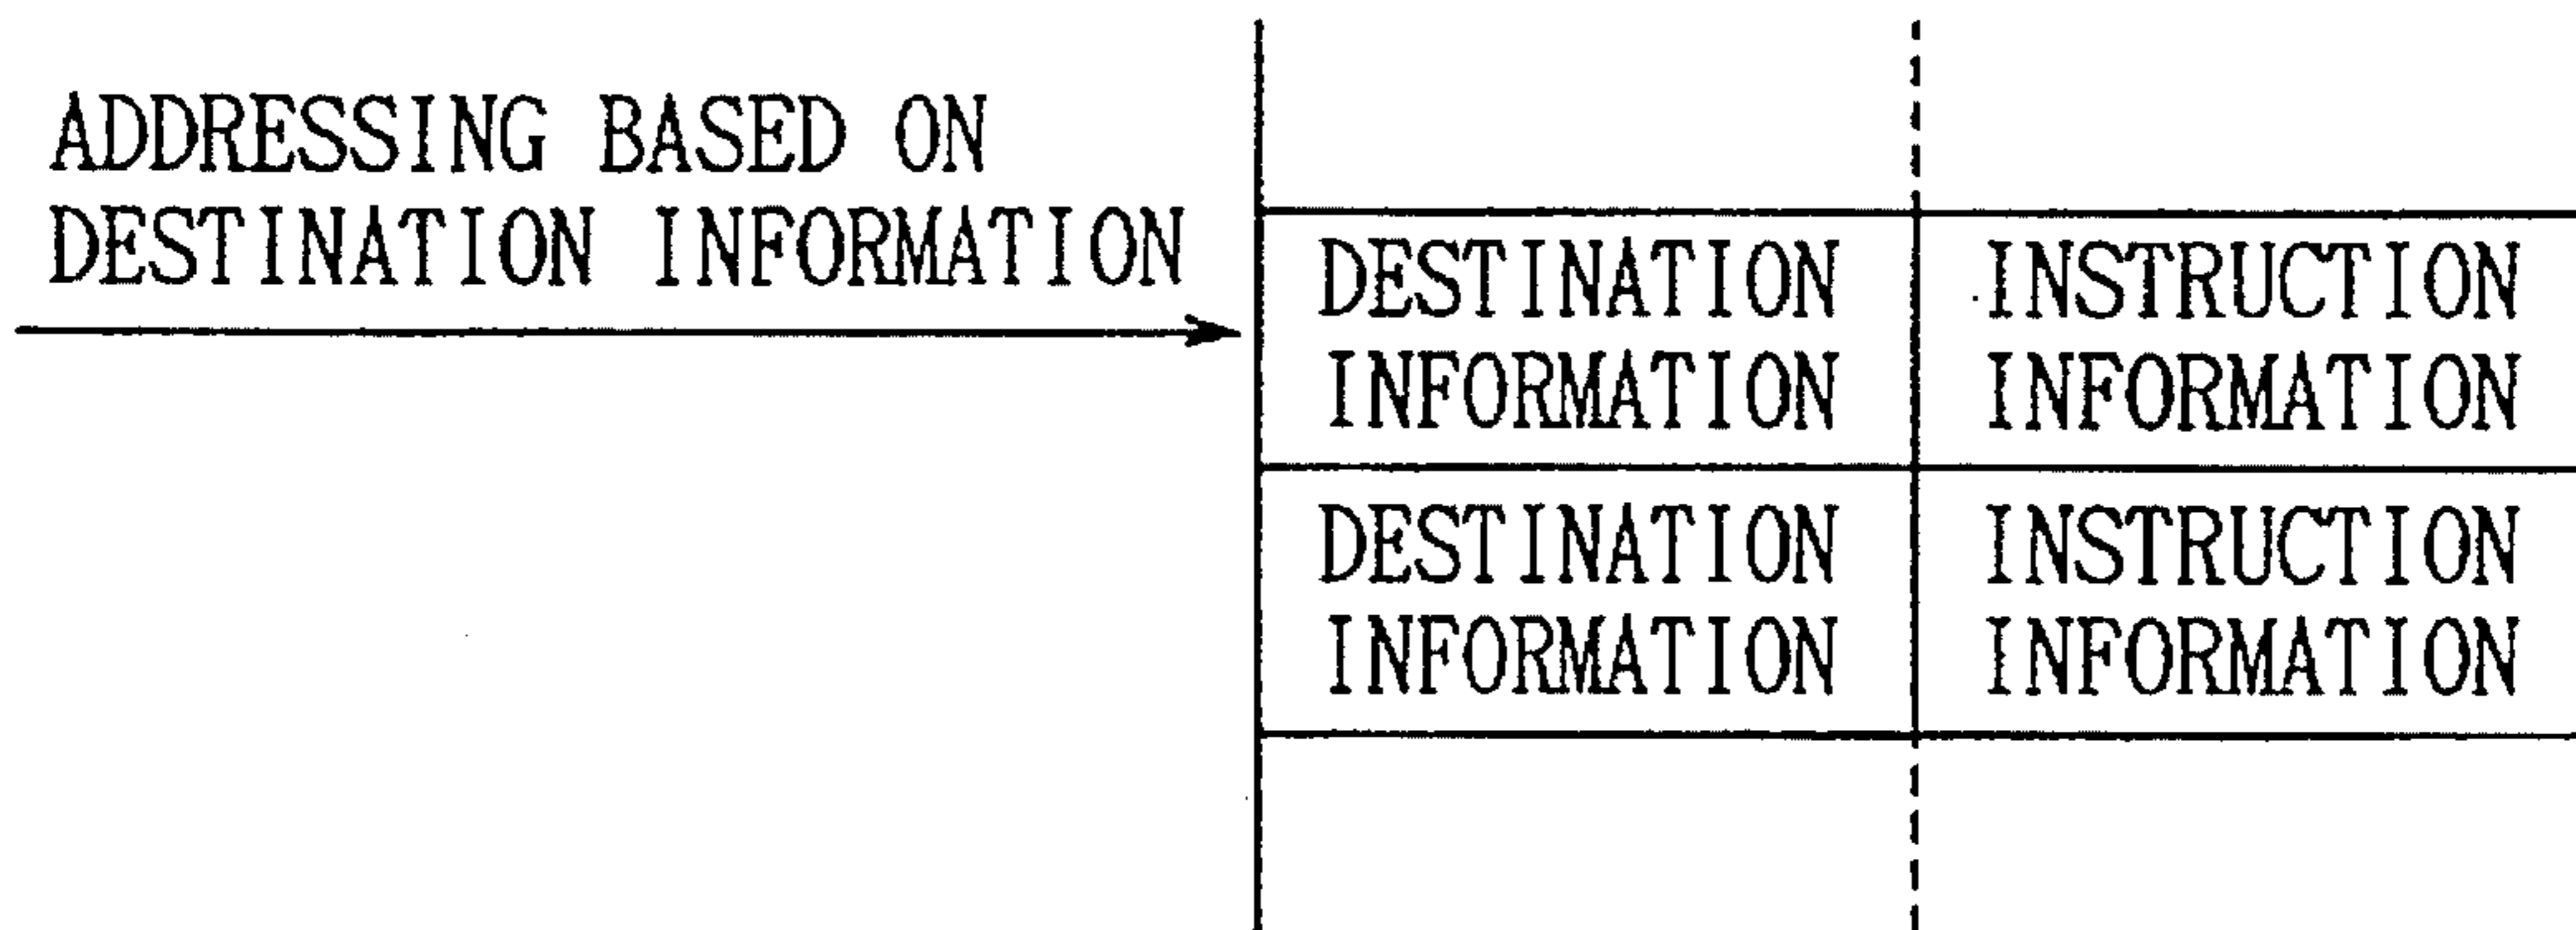 ADDRESSING BASED ON
DESTINATION INFORMATION
DESTINATION
INFORMATION
INSTRUCTION
INFORMATION
DESTINATION
INFORMATION
INSTRUCTION
INFORMATION